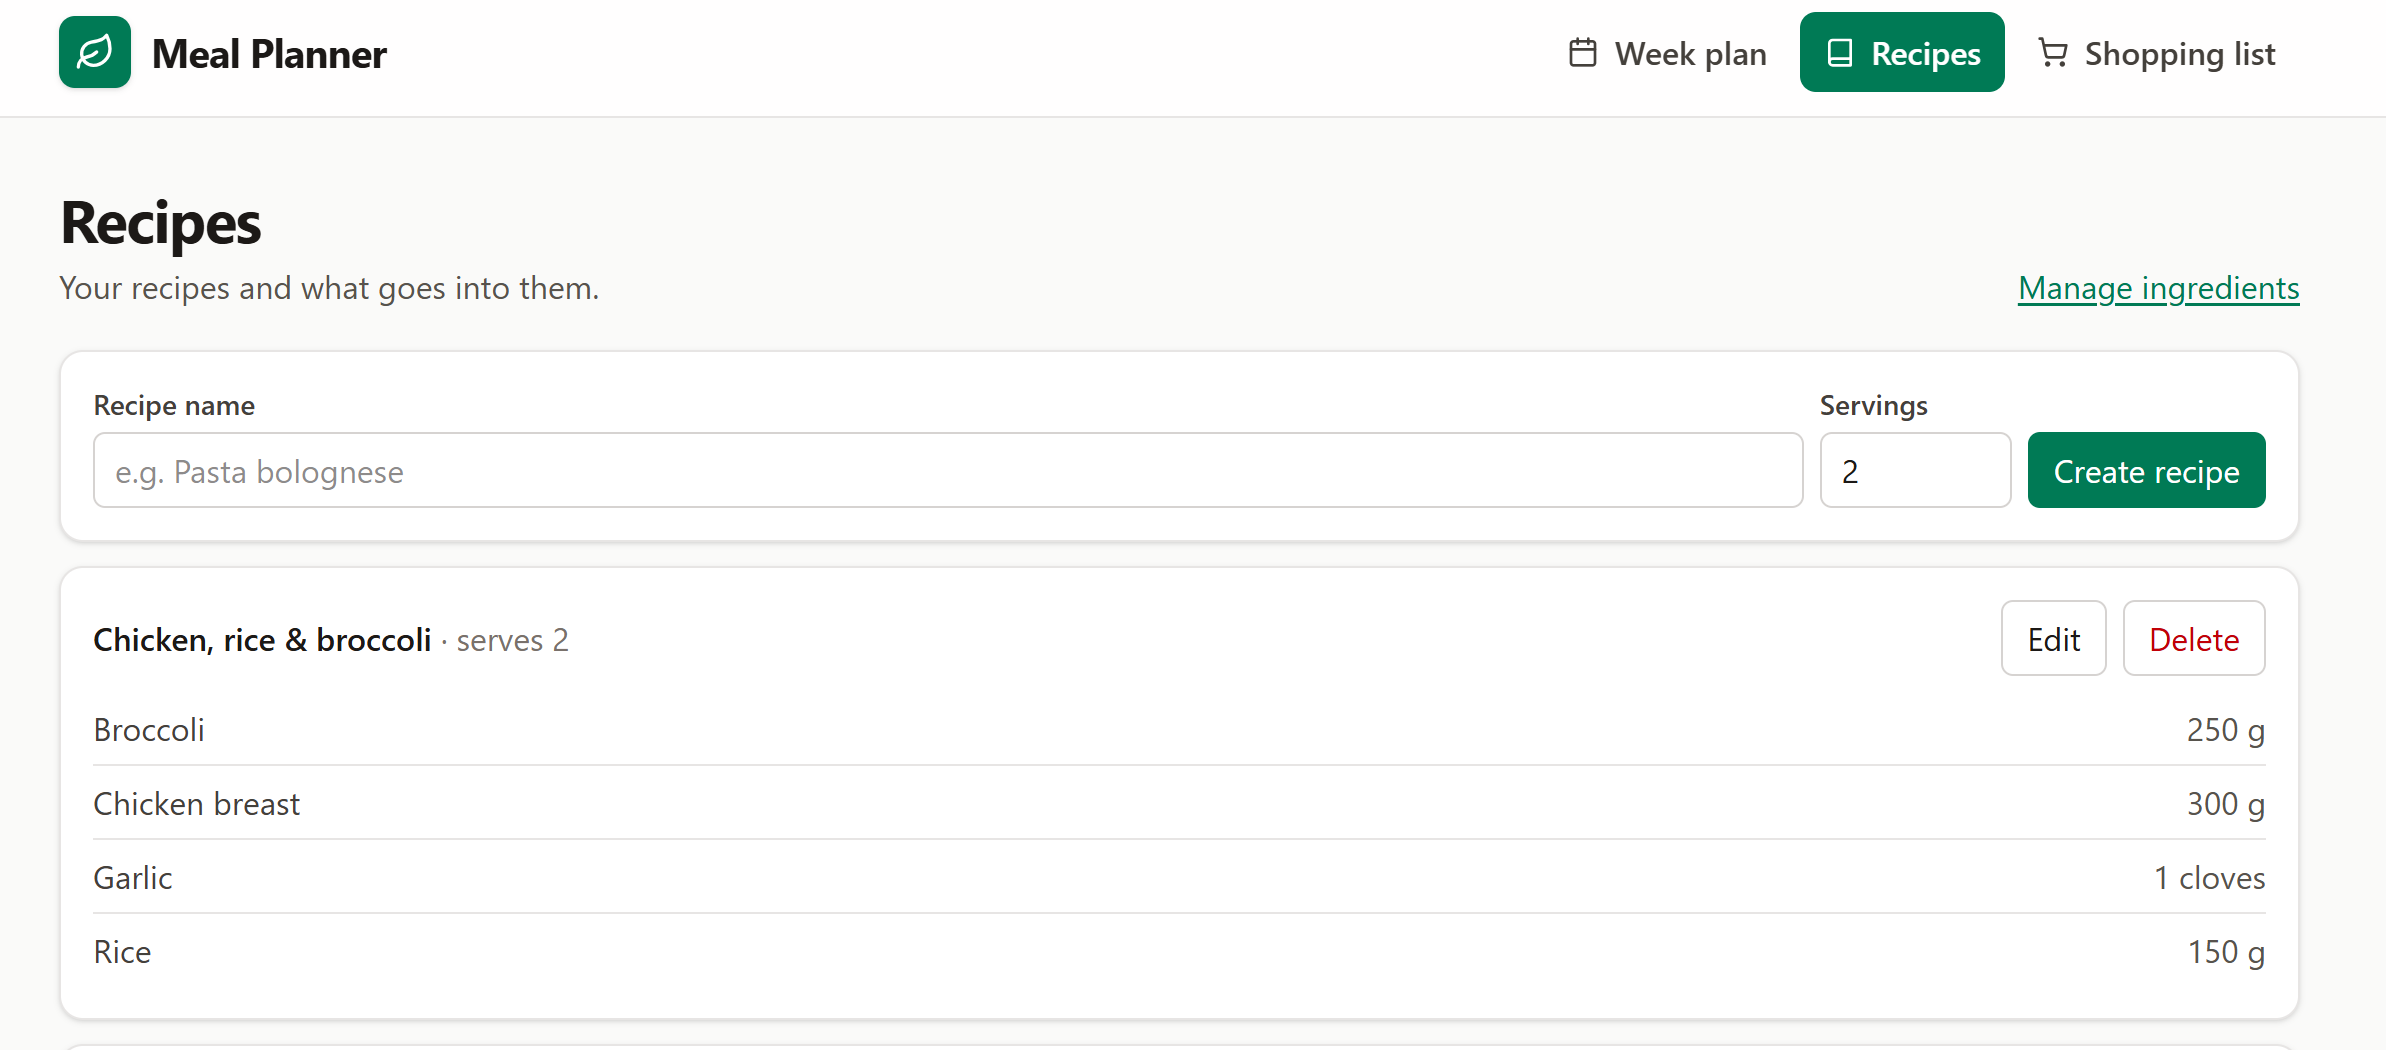 Meal Planner
Week plan
Recipes
Shopping list
Recipes
Your recipes and what goes into them.
Manage ingredients
Recipe name
Servings
e.g. Pasta bolognese
2
Create recipe
Chicken, rice & broccoli · serves 2
Edit
Delete
Broccoli 250 g
Chicken breast 300 g
Garlic 1 cloves
Rice 150 g